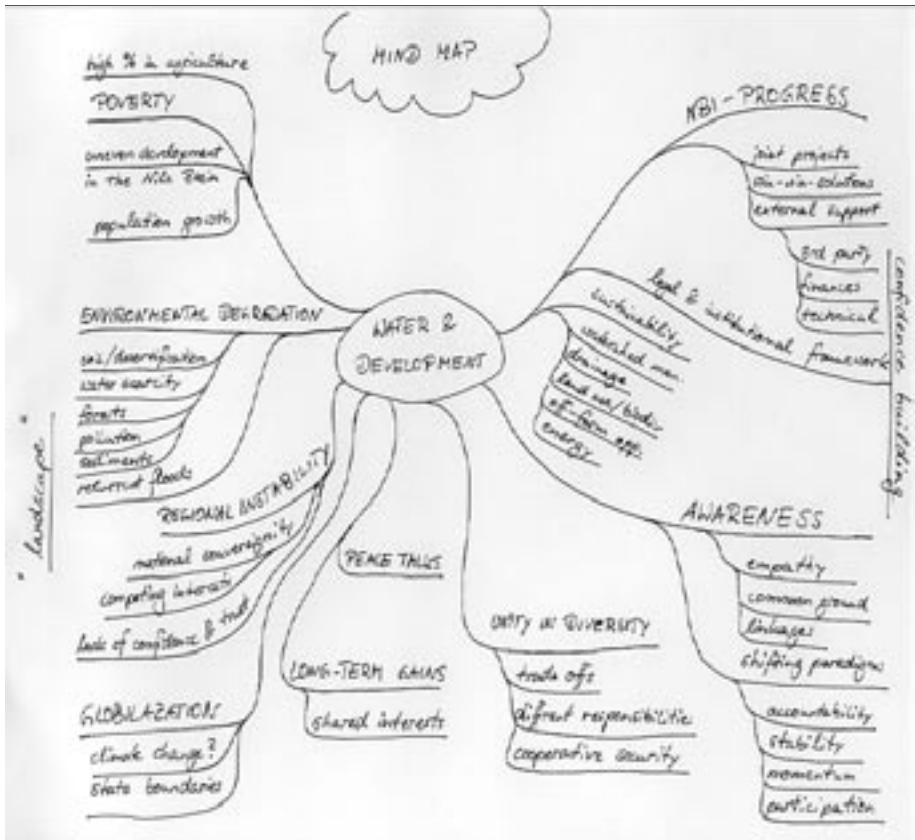 MIND MAP
high % in agriculture
POVERTY
uneven development
in the Nile Basin
population growth
ENVIRONMENTAL DEGRADATION
soil/desertification
water scarcity
forests
pollution
sediments
recurrent floods
"landscape"
REGIONAL INSTABILITY
national sovereignity
competing interests
lack of confidence & trust
GLOBILAZATION
climate change?
state boundaries
WATER &
DEVELOPMENT
LONG-TERM GAINS
shared interests
PEACE TALKS
UNITY IN DIVERSITY
trade offs
diffrent responsibilities
cooperative security
NBI-PROGRESS
joint projects
win-win-solutions
external support
3rd party
finances
technical
confidence building
legal & institutional framework
sustainability
watershed man.
drainage
land use/biodiv.
off-farm
energy
AWARENESS
empathy
common ground
linkages
shifting paradigms
accountability
stability
momentum
participation